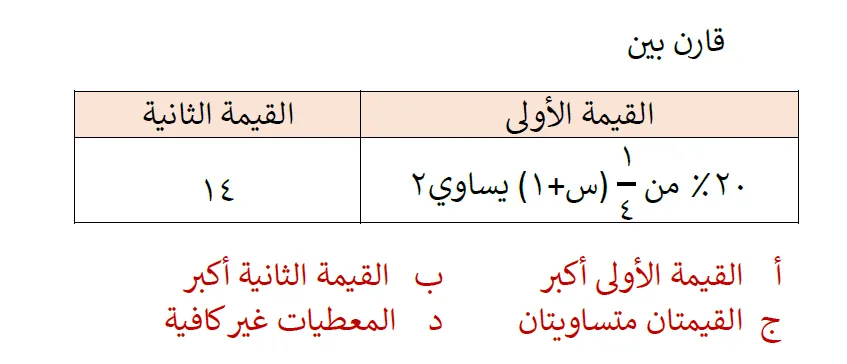 قارن بين
القيمة الأولى القيمة الثانية
٢٠٪ من ١/٤ (س+١) يساوي٢ ١٤
أ القيمة الأولى أكبر ب القيمة الثانية أكبر
ج القيمتان متساويتان د المعطيات غير كافية